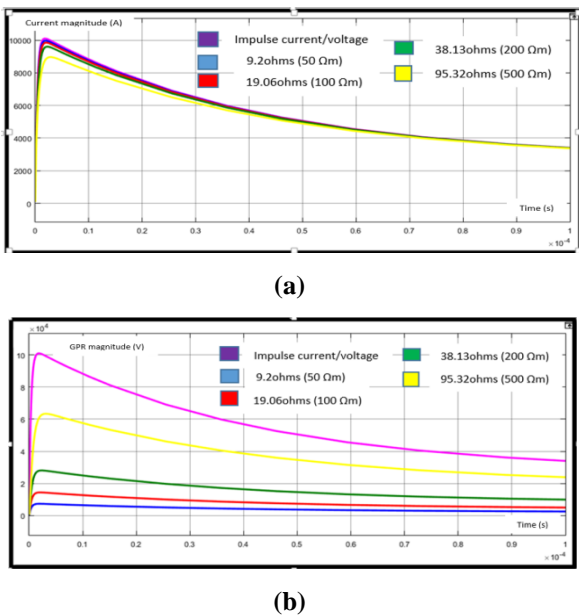 Current magnitude (A)
Impulse current/voltage
9.2ohms (50 Ωm)
19.06ohms (100 Ωm)
38.13ohms (200 Ωm)
95.32ohms (500 Ωm)
10000
8000
6000
4000
2000
0
Time (s)
0 0.1 0.2 0.3 0.4 0.5 0.6 0.7 0.8 0.9 1
× 10⁻⁴
(a)
× 10⁴
GPR magnitude (V)
Impulse current/voltage
9.2ohms (50 Ωm)
19.06ohms (100 Ωm)
38.13ohms (200 Ωm)
95.32ohms (500 Ωm)
10
8
6
4
2
0
Time (s)
0 0.1 0.2 0.3 0.4 0.5 0.6 0.7 0.8 0.9 1
× 10⁻⁴
(b)